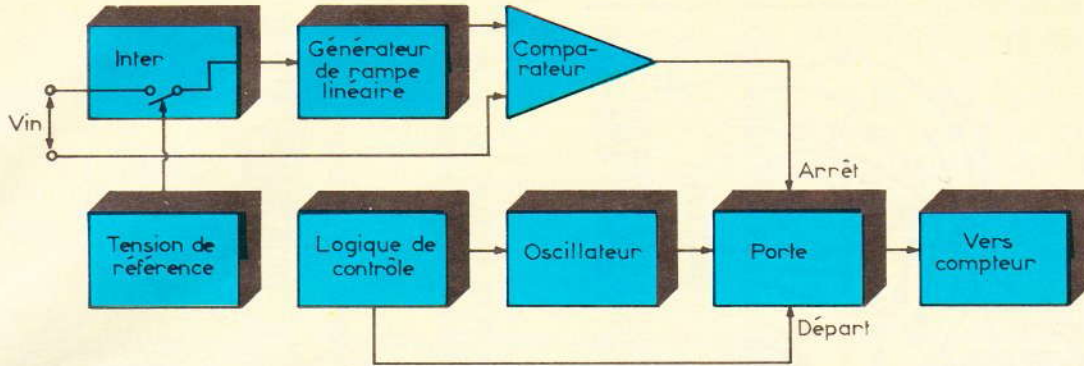 Inter
Générateur
de rampe
linéaire
Compa-
rateur
Vin
Arrêt
Tension de
référence
Logique de
contrôle
Oscillateur
Porte
Vers
compteur
Départ